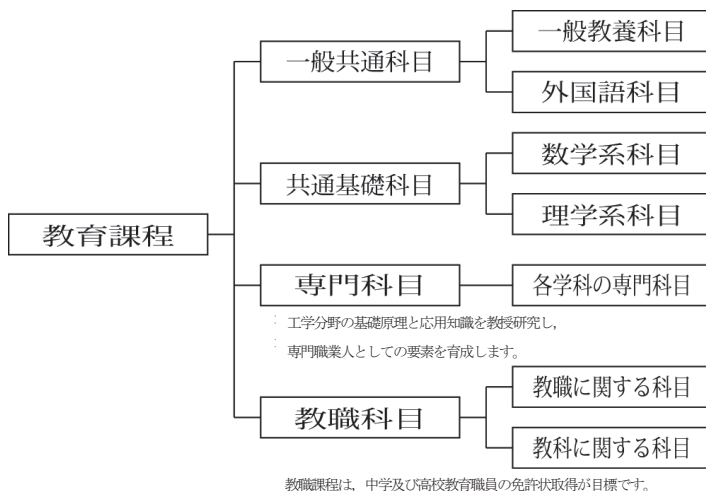 教育課程
一般共通科目
一般教養科目
外国語科目
共通基礎科目
数学系科目
理学系科目
専門科目
各学科の専門科目
工学分野の基礎原理と応用知識を教授研究し，
専門職業人としての要素を育成します。
教職科目
教職に関する科目
教科に関する科目
教職課程は，中学及び高校教育職員の免許状取得が目標です。